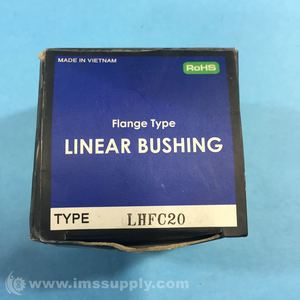 MADE IN VIETNAM
RoHS
Flange Type
LINEAR BUSHING
TYPE LHFC20
© www.imssupply.com